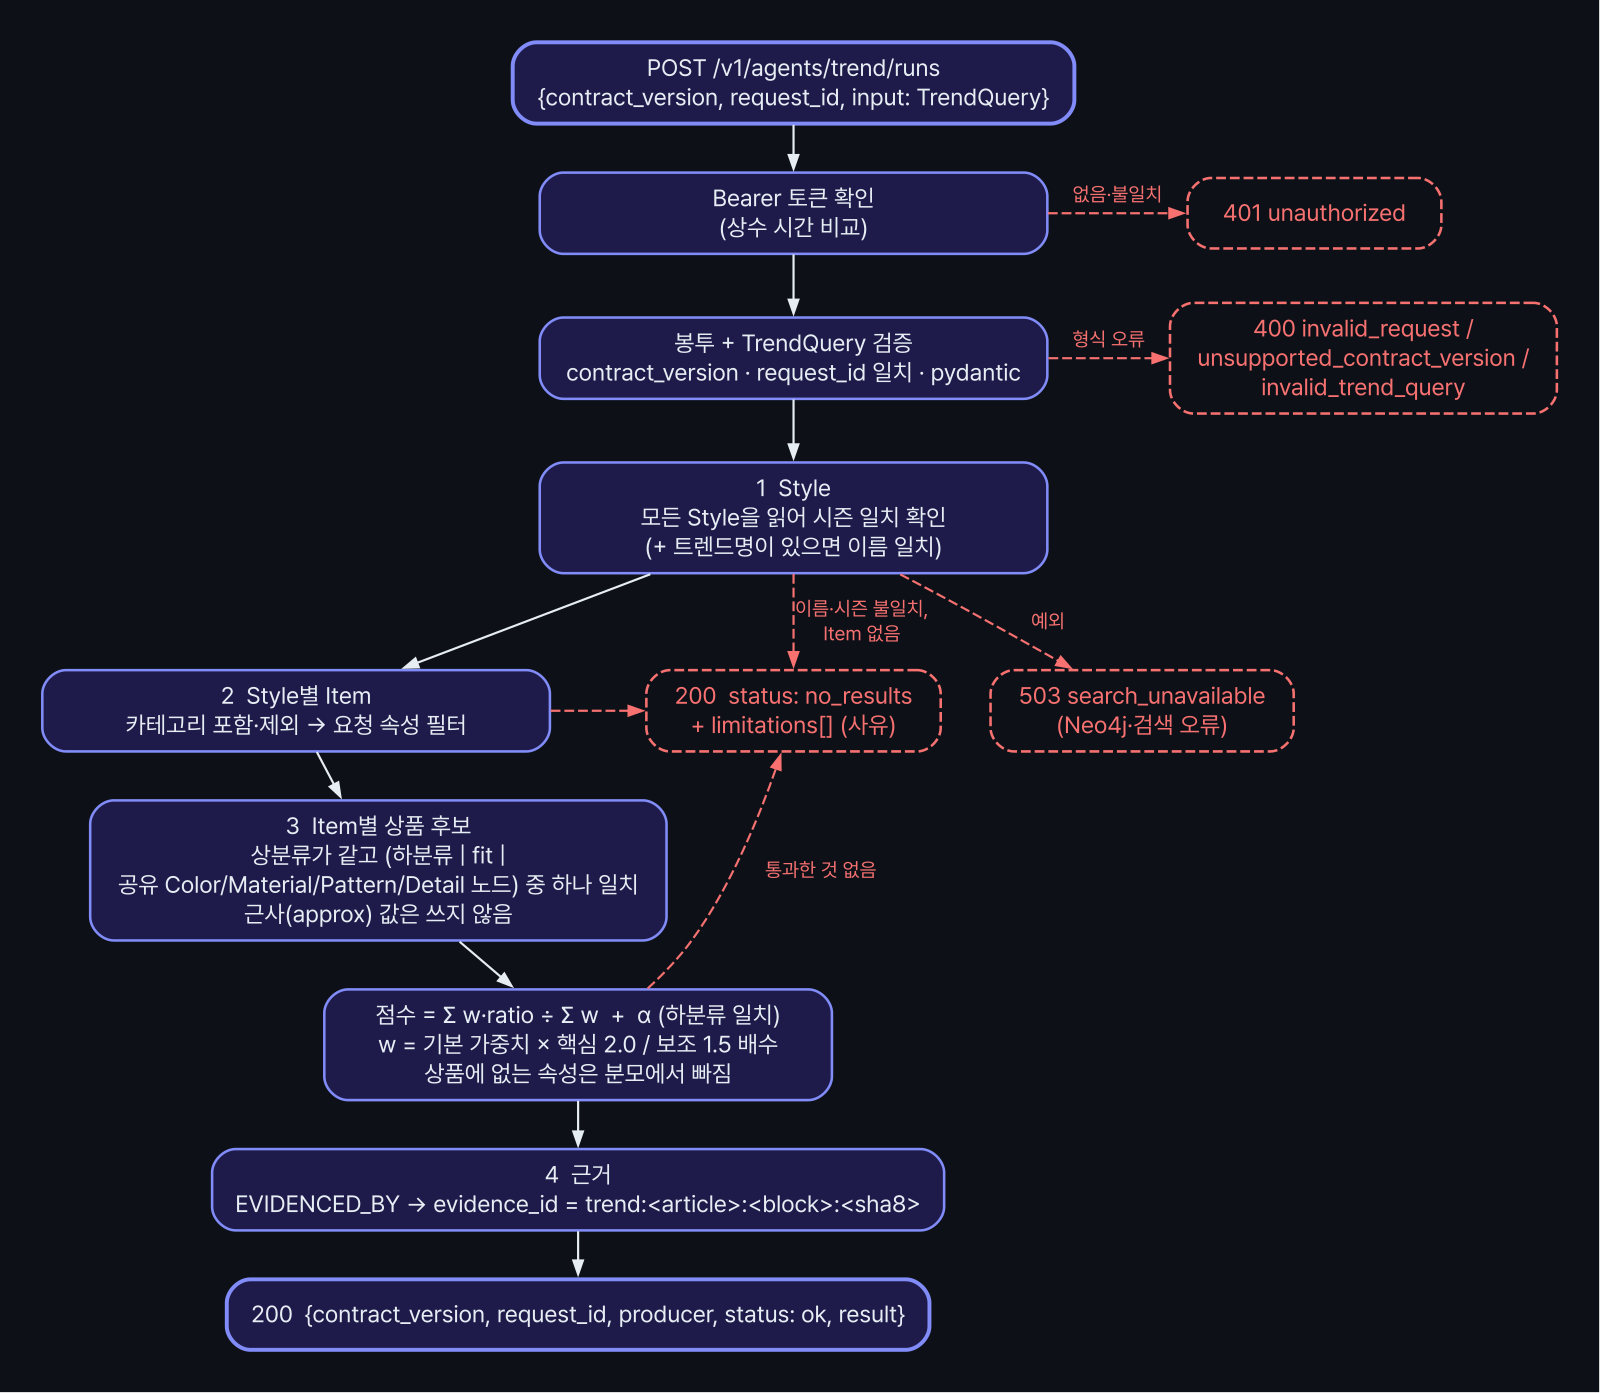 POST /v1/agents/trend/runs
{contract_version, request_id, input: TrendQuery}
Bearer 토큰 확인
(상수 시간 비교)
없음·불일치
401 unauthorized
봉투 + TrendQuery 검증
contract_version · request_id 일치 · pydantic
형식 오류
400 invalid_request /
unsupported_contract_version /
invalid_trend_query
1 Style
모든 Style을 읽어 시즌 일치 확인
(+ 트렌드명이 있으면 이름 일치)
이름·시즌 불일치,
Item 없음
예외
2 Style별 Item
카테고리 포함·제외 → 요청 속성 필터
200 status: no_results
+ limitations[] (사유)
503 search_unavailable
(Neo4j·검색 오류)
3 Item별 상품 후보
상분류가 같고 (하분류 | fit |
공유 Color/Material/Pattern/Detail 노드) 중 하나 일치
근사(approx) 값은 쓰지 않음
통과한 것 없음
점수 = Σ w·ratio ÷ Σ w + α (하분류 일치)
w = 기본 가중치 × 핵심 2.0 / 보조 1.5 배수
상품에 없는 속성은 분모에서 빠짐
4 근거
EVIDENCED_BY → evidence_id = trend:<article>:<block>:<sha8>
200 {contract_version, request_id, producer, status: ok, result}